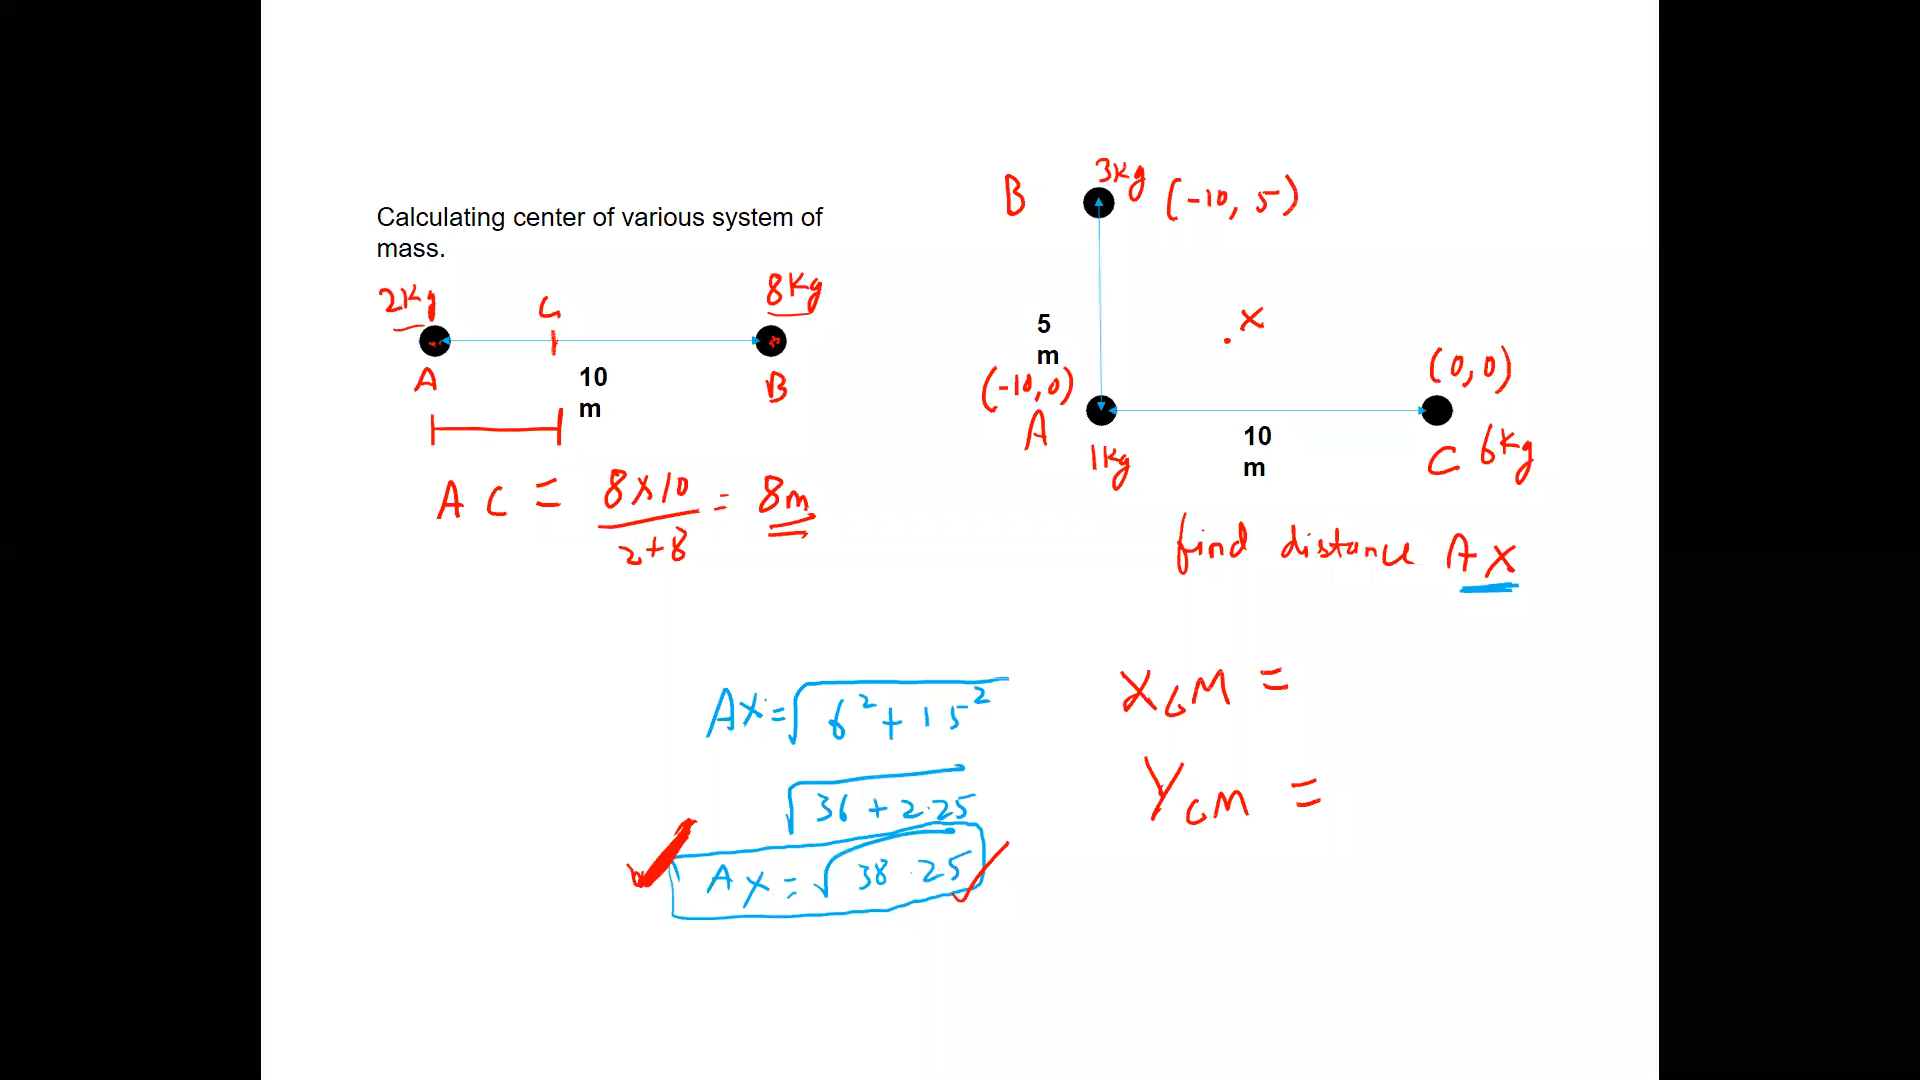 Calculating center of various system of
mass.
2Kg
C
8Kg
A
10
m
B
AC = 8×10 / 2+8 = 8m
B
3Kg
(-10, 5)
5
m
x
(-10, 0)
A
1Kg
10
m
(0, 0)
C 6Kg
find distance AX
AX = √6² + 1.5²
√36 + 2.25
AX = √38.25
XCM =
YCM =